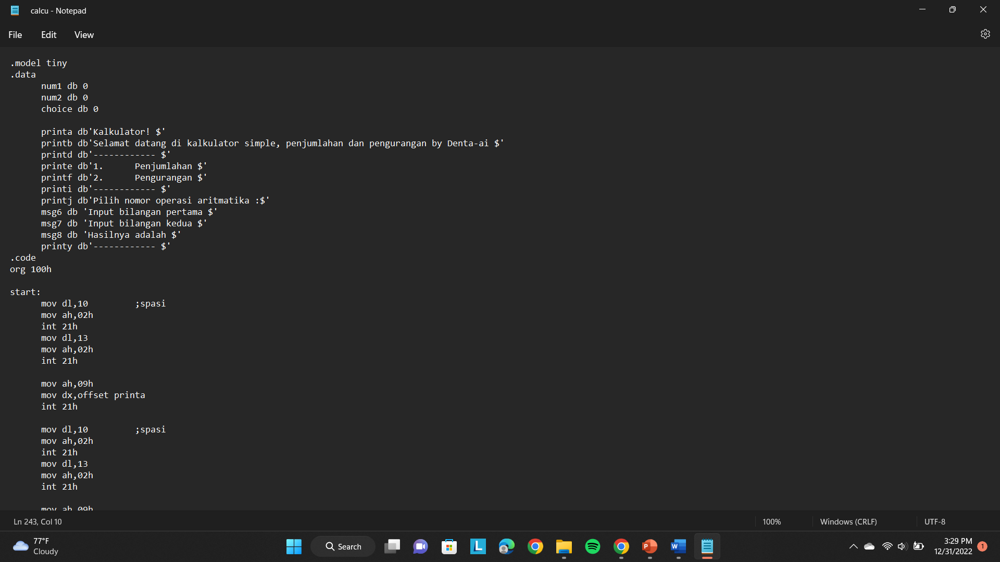 calcu - Notepad
File Edit View
.model tiny
.data
num1 db 0
num2 db 0
choice db 0
printa db'Kalkulator! $'
printb db'Selamat datang di kalkulator simple, penjumlahan dan pengurangan by Denta-ai $'
printd db'------------ $'
printe db'1.      Penjumlahan $'
printf db'2.      Pengurangan $'
printi db'------------ $'
printj db'Pilih nomor operasi aritmatika :$'
msg6 db 'Input bilangan pertama $'
msg7 db 'Input bilangan kedua $'
msg8 db 'Hasilnya adalah $'
printy db'------------ $'
.code
org 100h
start:
mov dl,10         ;spasi
mov ah,02h
int 21h
mov dl,13
mov ah,02h
int 21h
mov ah,09h
mov dx,offset printa
int 21h
mov dl,10         ;spasi
mov ah,02h
int 21h
mov dl,13
mov ah,02h
int 21h
mov ah,09h
Ln 243, Col 10
100%
Windows (CRLF)
UTF-8
77°F
Cloudy
Search
L
P
W
3:29 PM
12/31/2022
1